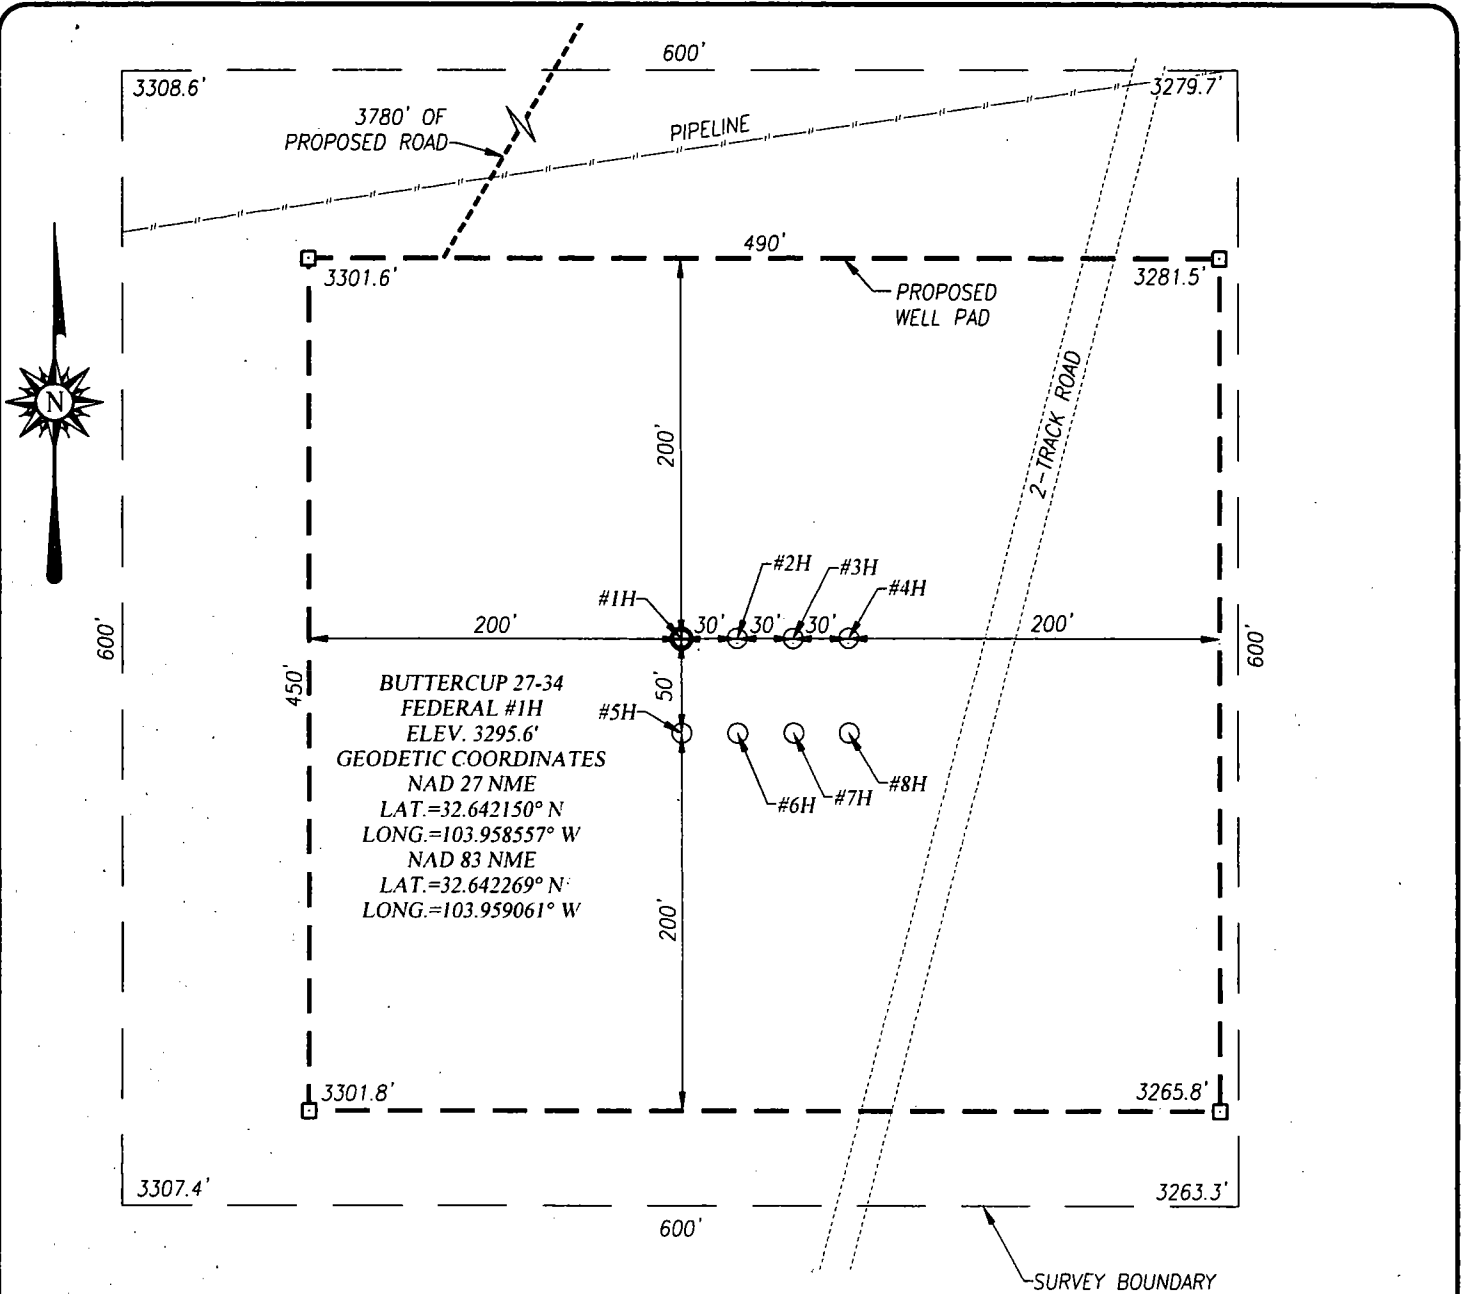 600'
3308.6'
3279.7'
3780' OF
PROPOSED ROAD
PIPELINE
490'
3301.6'
3281.5'
PROPOSED
WELL PAD
N
200'
2-TRACK ROAD
#1H
#2H
#3H
#4H
200'
30'
30'
30'
200'
600'
600'
450'
50'
BUTTERCUP 27-34
FEDERAL #1H
ELEV. 3295.6'
GEODETIC COORDINATES
NAD 27 NME
LAT.=32.642150° N
LONG.=103.958557° W
NAD 83 NME
LAT.=32.642269° N
LONG.=103.959061° W
#5H
#6H
#7H
#8H
200'
3301.8'
3265.8'
3307.4'
3263.3'
600'
SURVEY BOUNDARY